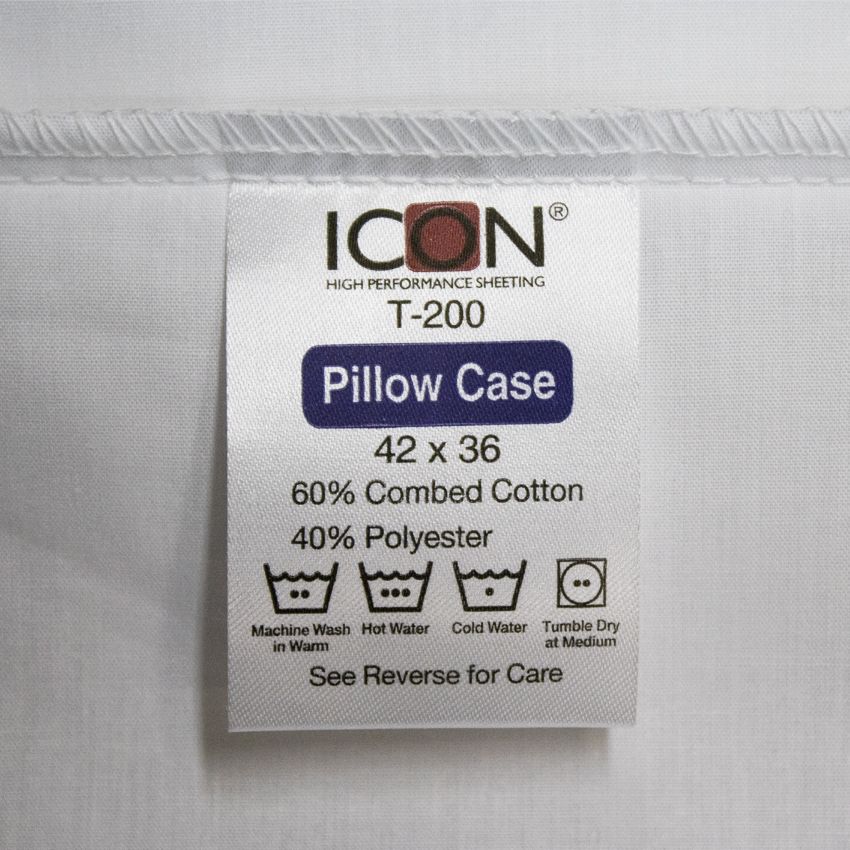 ICON®
HIGH PERFORMANCE SHEETING
T-200
Pillow Case
42 x 36
60% Combed Cotton
40% Polyester
Machine Wash in Warm
Hot Water
Cold Water
Tumble Dry at Medium
See Reverse for Care